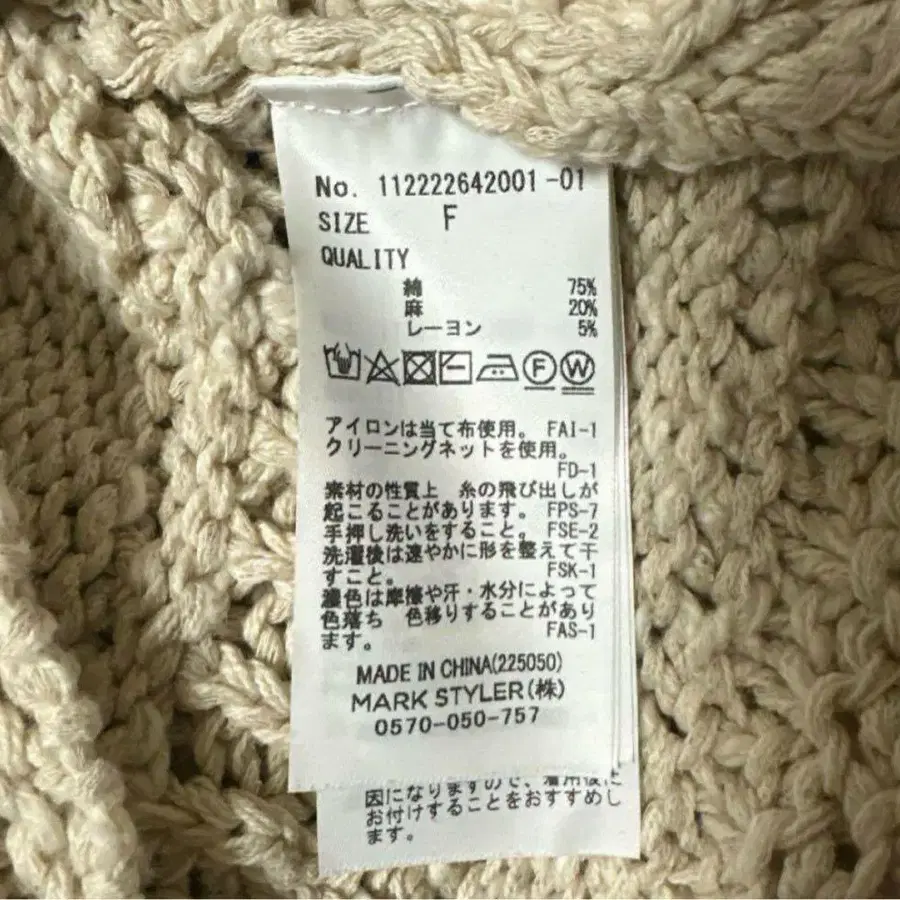 No. 112222642001-01
SIZE F
QUALITY
綿 75%
麻 20%
レーヨン 5%
F W
アイロンは当て布使用。 FAI-1
クリーニングネットを使用。
FD-1
素材の性質上 糸の飛び出しが
起こることがあります。 FPS-7
手押し洗いをすること。 FSE-2
洗濯後は速やかに形を整えて干
すこと。 FSK-1
濃色は摩擦や汗・水分によって
色落ち 色移りすることがあり
ます。 FAS-1
MADE IN CHINA(225050)
MARK STYLER(株)
0570-050-757
因になりますので、着用後に
お付けすることをおすすめし
ます。